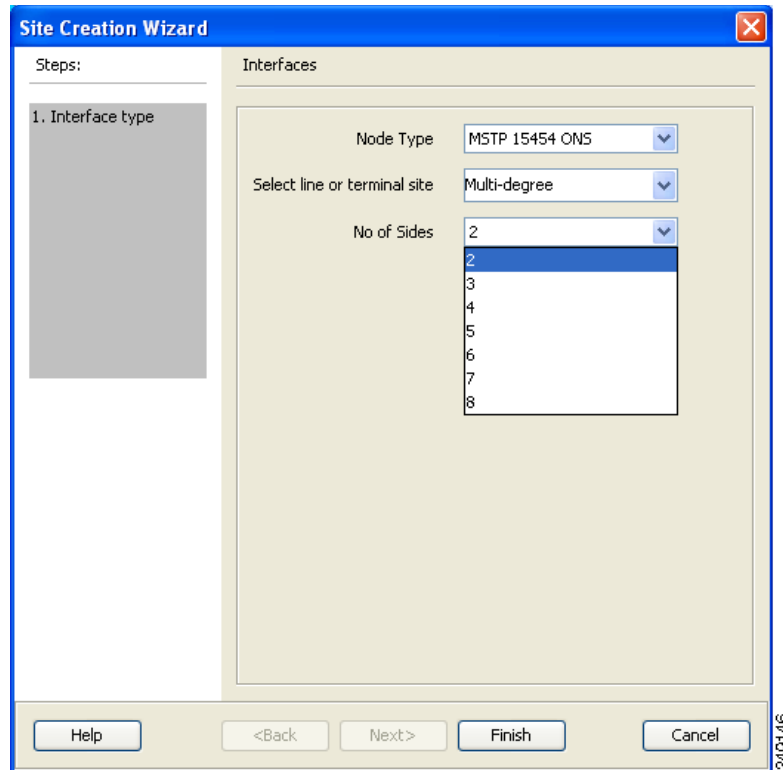 Site Creation Wizard
Steps:
Interfaces
1. Interface type
Node Type
MSTP 15454 ONS
Select line or terminal site
Multi-degree
No of Sides
2
2
3
4
5
6
7
8
Help
<Back
Next>
Finish
Cancel